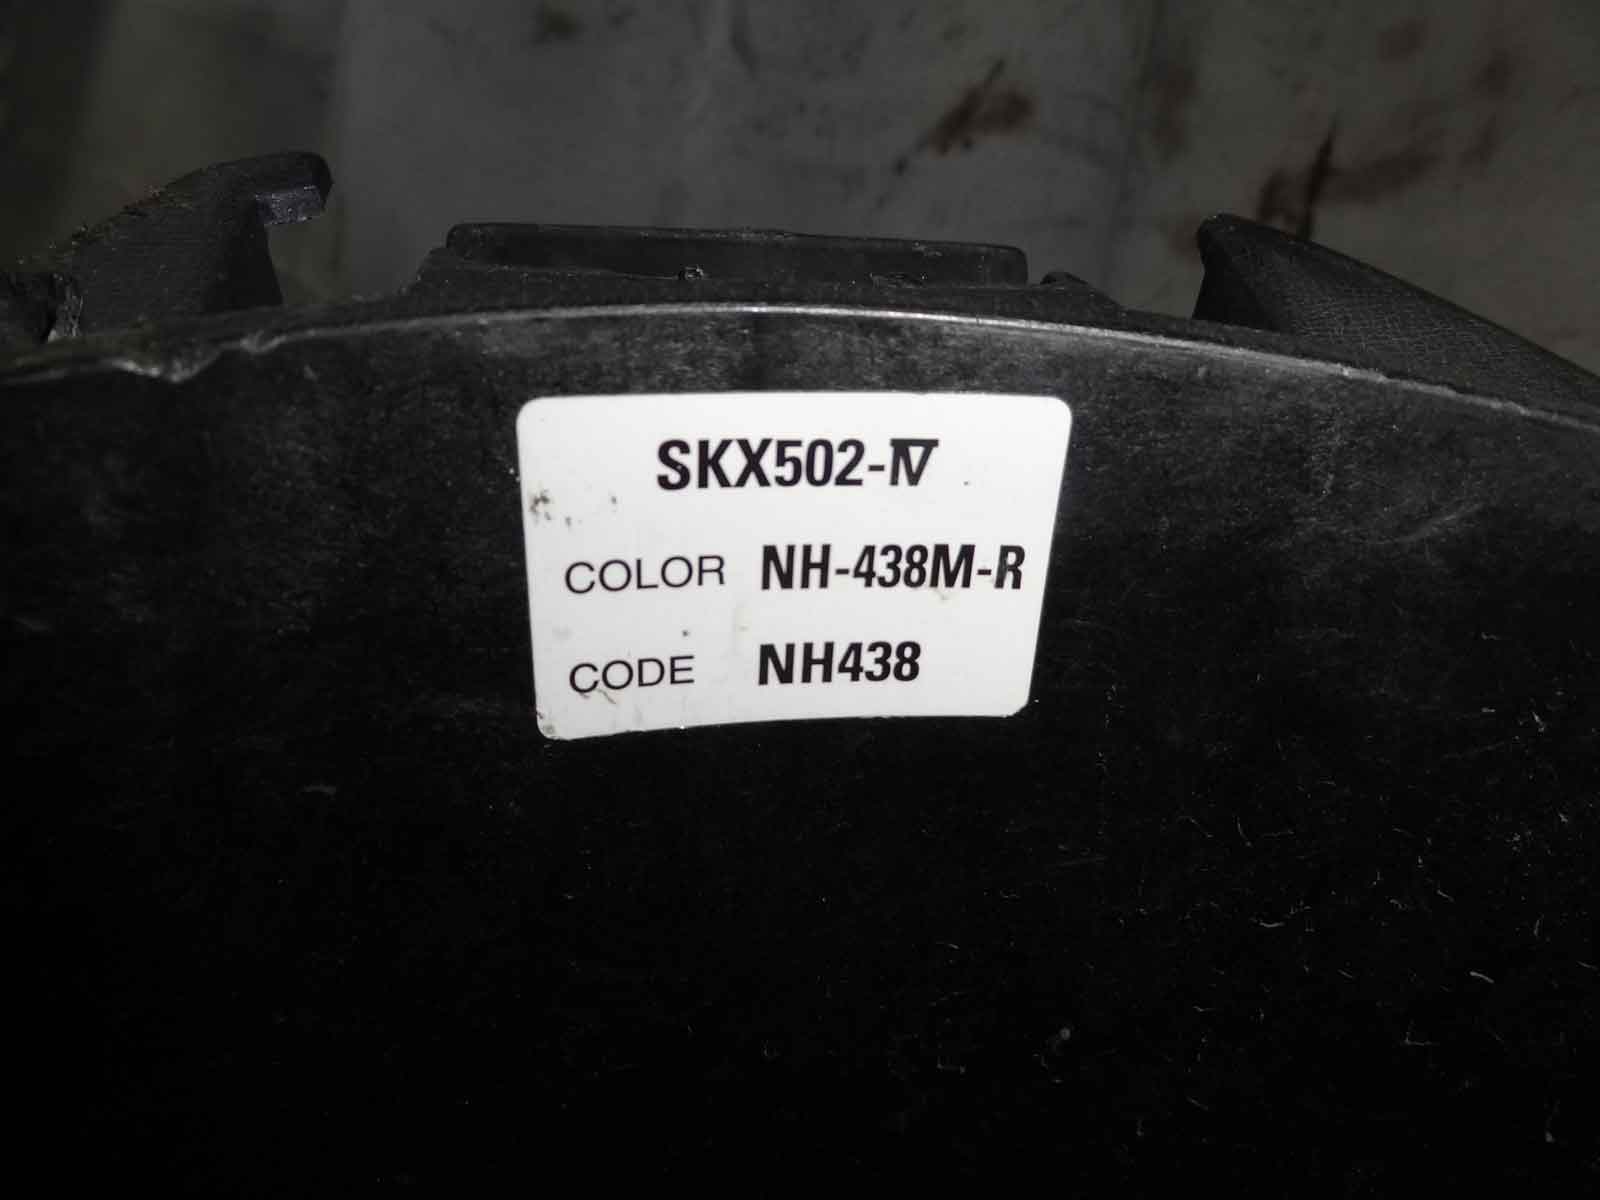 SKX502-Ⅳ
COLOR NH-438M-R
CODE NH438